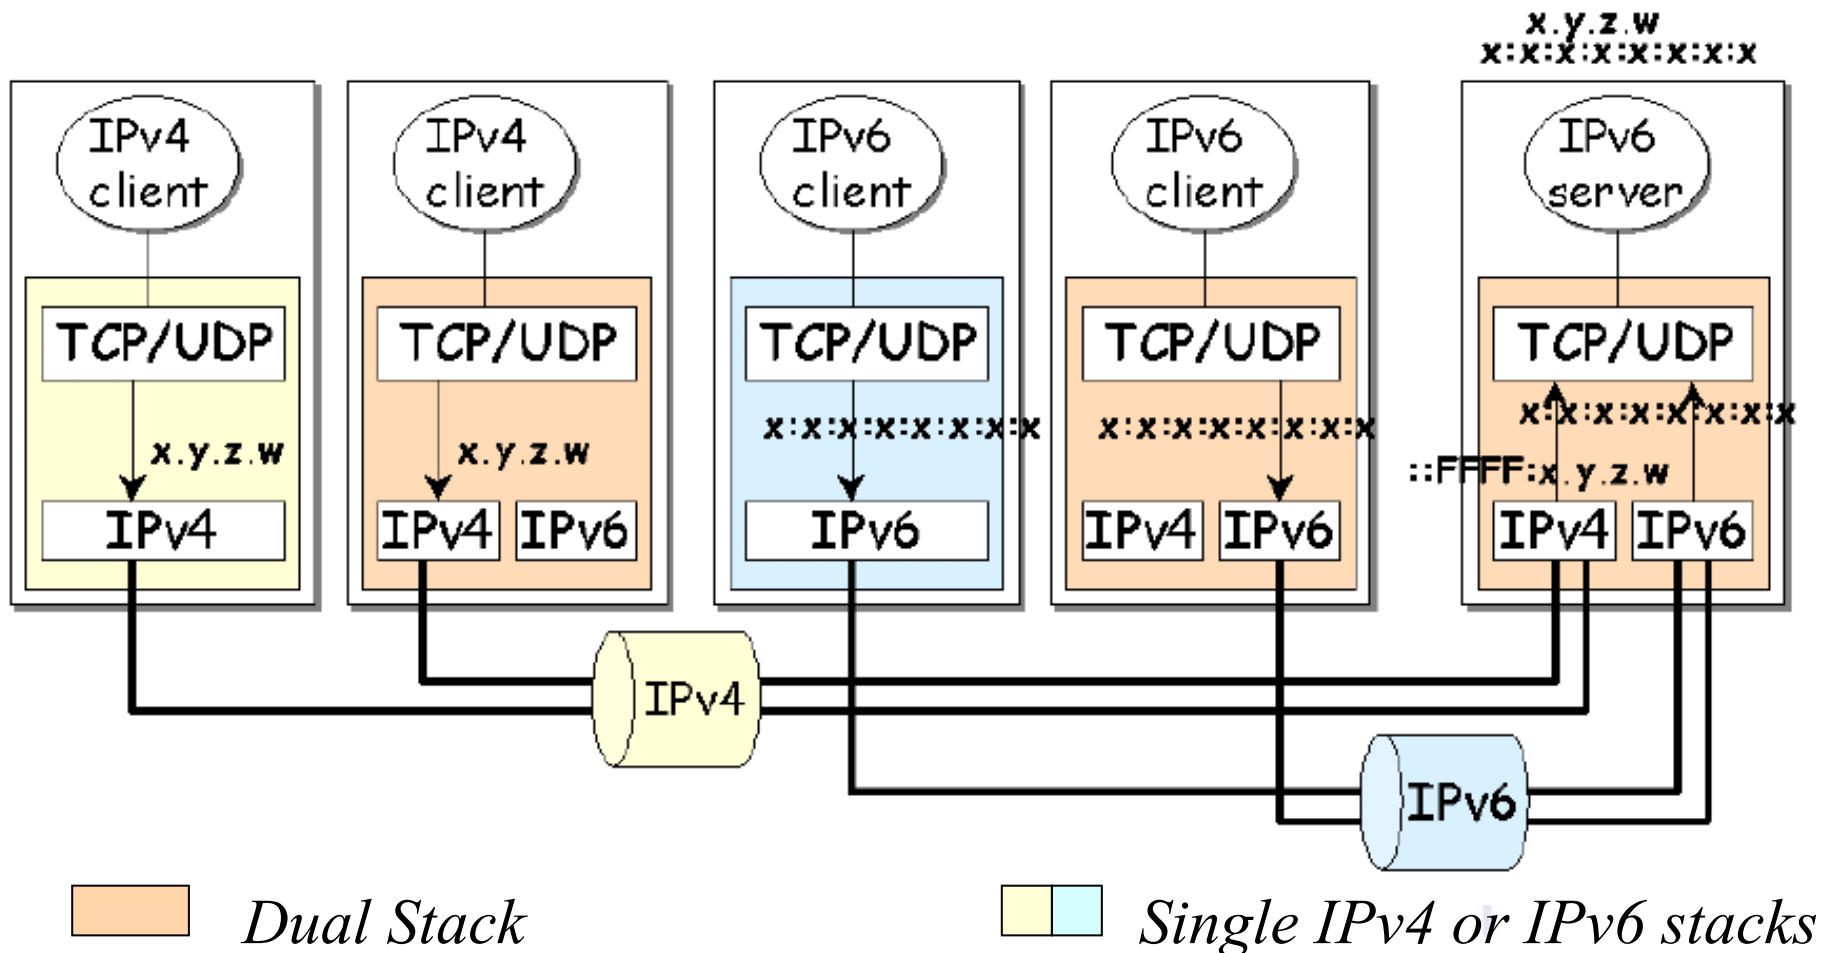 x.y.z.w
x:x:x:x:x:x:x:x
IPv4
client
IPv4
client
IPv6
client
IPv6
client
IPv6
server
TCP/UDP
TCP/UDP
TCP/UDP
TCP/UDP
TCP/UDP
x.y.z.w
x.y.z.w
x:x:x:x:x:x:x:x
x:x:x:x:x:x:x:x
x:x:x:x:x:x:x:x
::FFFF:x.y.z.w
IPv4
IPv4
IPv6
IPv6
IPv4
IPv6
IPv4
IPv6
IPv4
IPv6
Dual Stack
Single IPv4 or IPv6 stacks